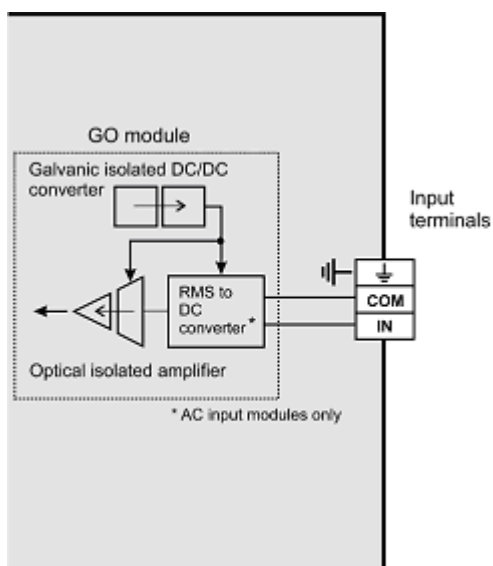 GO module
Galvanic isolated DC/DC
converter
Input
terminals
RMS to
DC
converter *
COM
IN
Optical isolated amplifier
* AC input modules only